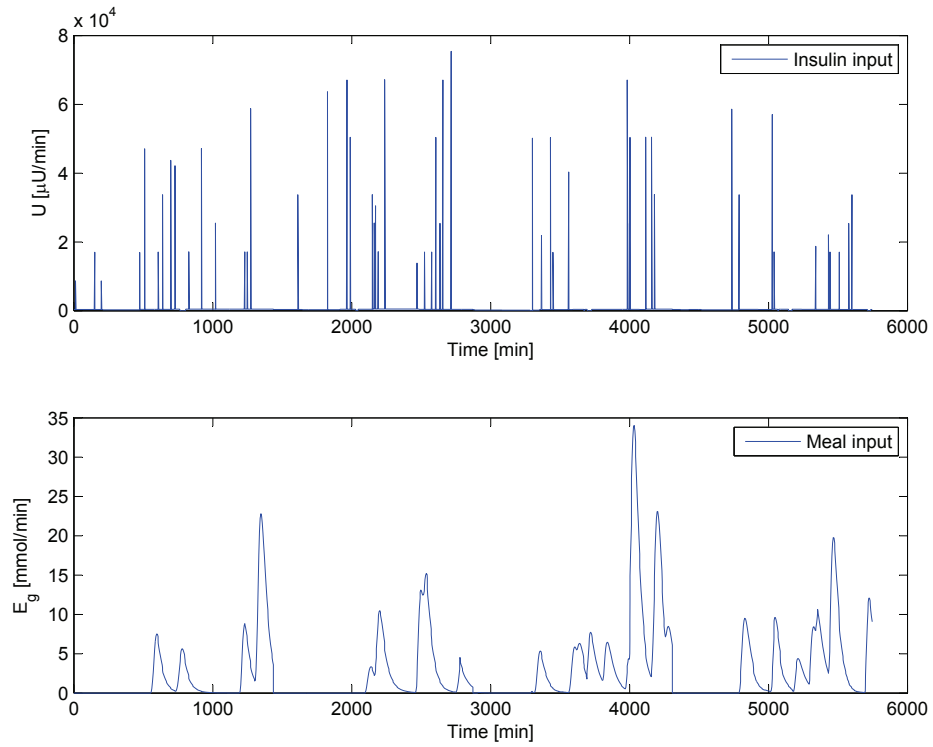 x 10^4
8
6
4
2
0
U [μU/min]
Insulin input
0 1000 2000 3000 4000 5000 6000
Time [min]
35
30
25
20
15
10
5
0
E_g [mmol/min]
Meal input
0 1000 2000 3000 4000 5000 6000
Time [min]